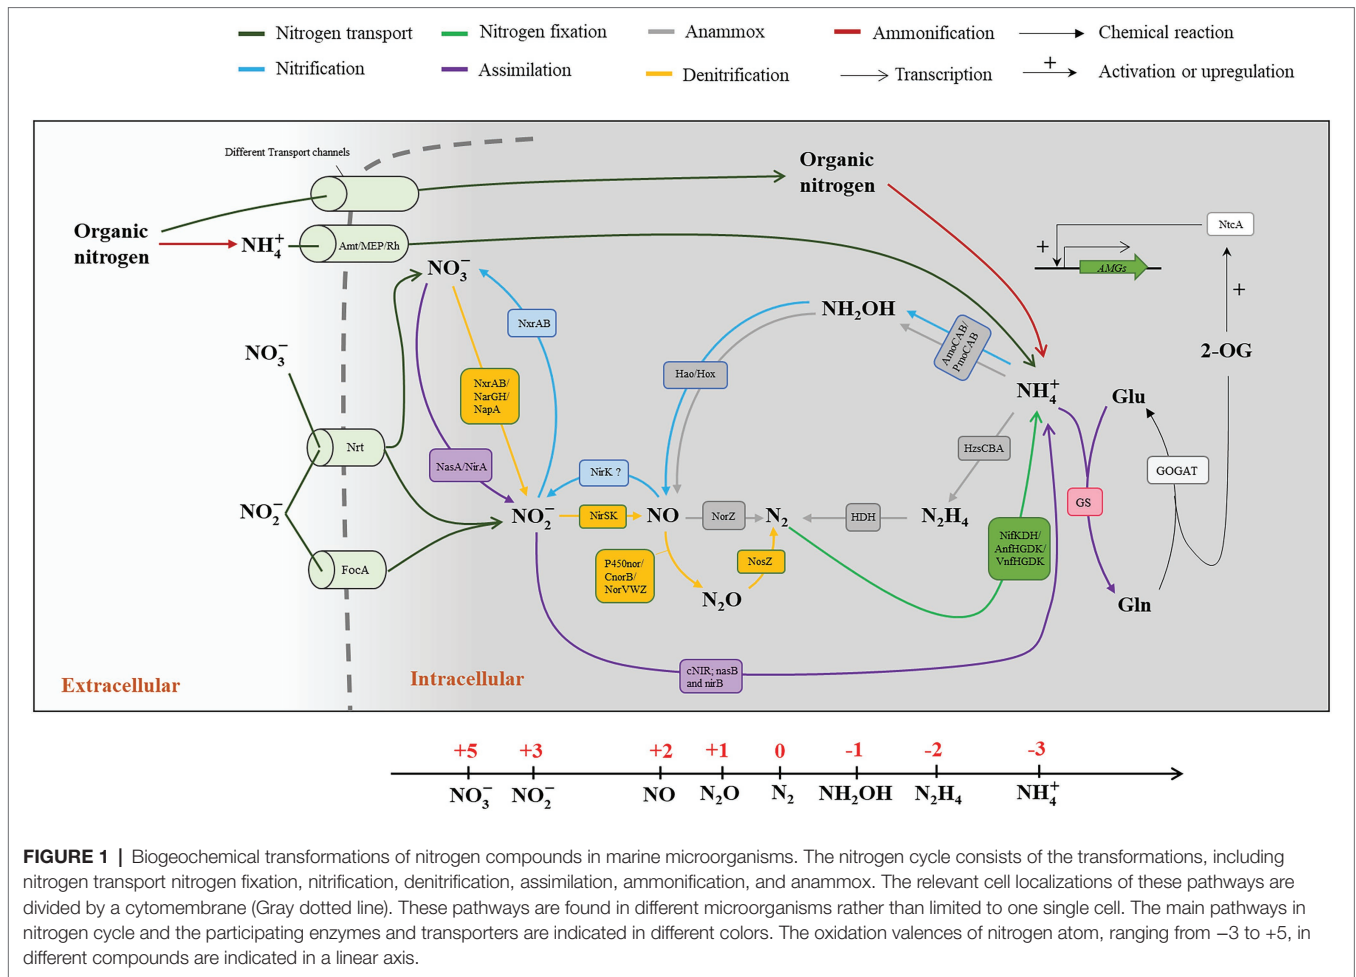 Nitrogen transport
Nitrogen fixation
Anammox
Ammonification
Chemical reaction
Nitrification
Assimilation
Denitrification
Transcription
+
Activation or upregulation
Different Transport channels
Organic
nitrogen
Organic
nitrogen
NH₄⁺
Amt/MEP/Rh
NO₃⁻
NtcA
+
AMGs
+
NxrAB
NH₂OH
AmoCAB/
PmoCAB
NO₃⁻
2-OG
Hao/Hox
NxrAB/
NarGH/
NapA
NH₄⁺
Glu
Nrt
HzsCBA
NasA/NirA
NirK ?
GOGAT
GS
NO₂⁻
NO₂⁻
NirSK
NO
NorZ
N₂
HDH
N₂H₄
NifKDH/
AnfHGDK/
VnfHGDK
FocA
P450nor/
CnorB/
NorVWZ
NosZ
N₂O
Gln
cNIR; nasB
and nirB
Extracellular
Intracellular
+5 +3 +2 +1 0 -1 -2 -3
NO₃⁻ NO₂⁻ NO N₂O N₂ NH₂OH N₂H₄ NH₄⁺
FIGURE 1 | Biogeochemical transformations of nitrogen compounds in marine microorganisms. The nitrogen cycle consists of the transformations, including
nitrogen transport nitrogen fixation, nitrification, denitrification, assimilation, ammonification, and anammox. The relevant cell localizations of these pathways are
divided by a cytomembrane (Gray dotted line). These pathways are found in different microorganisms rather than limited to one single cell. The main pathways in
nitrogen cycle and the participating enzymes and transporters are indicated in different colors. The oxidation valences of nitrogen atom, ranging from −3 to +5, in
different compounds are indicated in a linear axis.